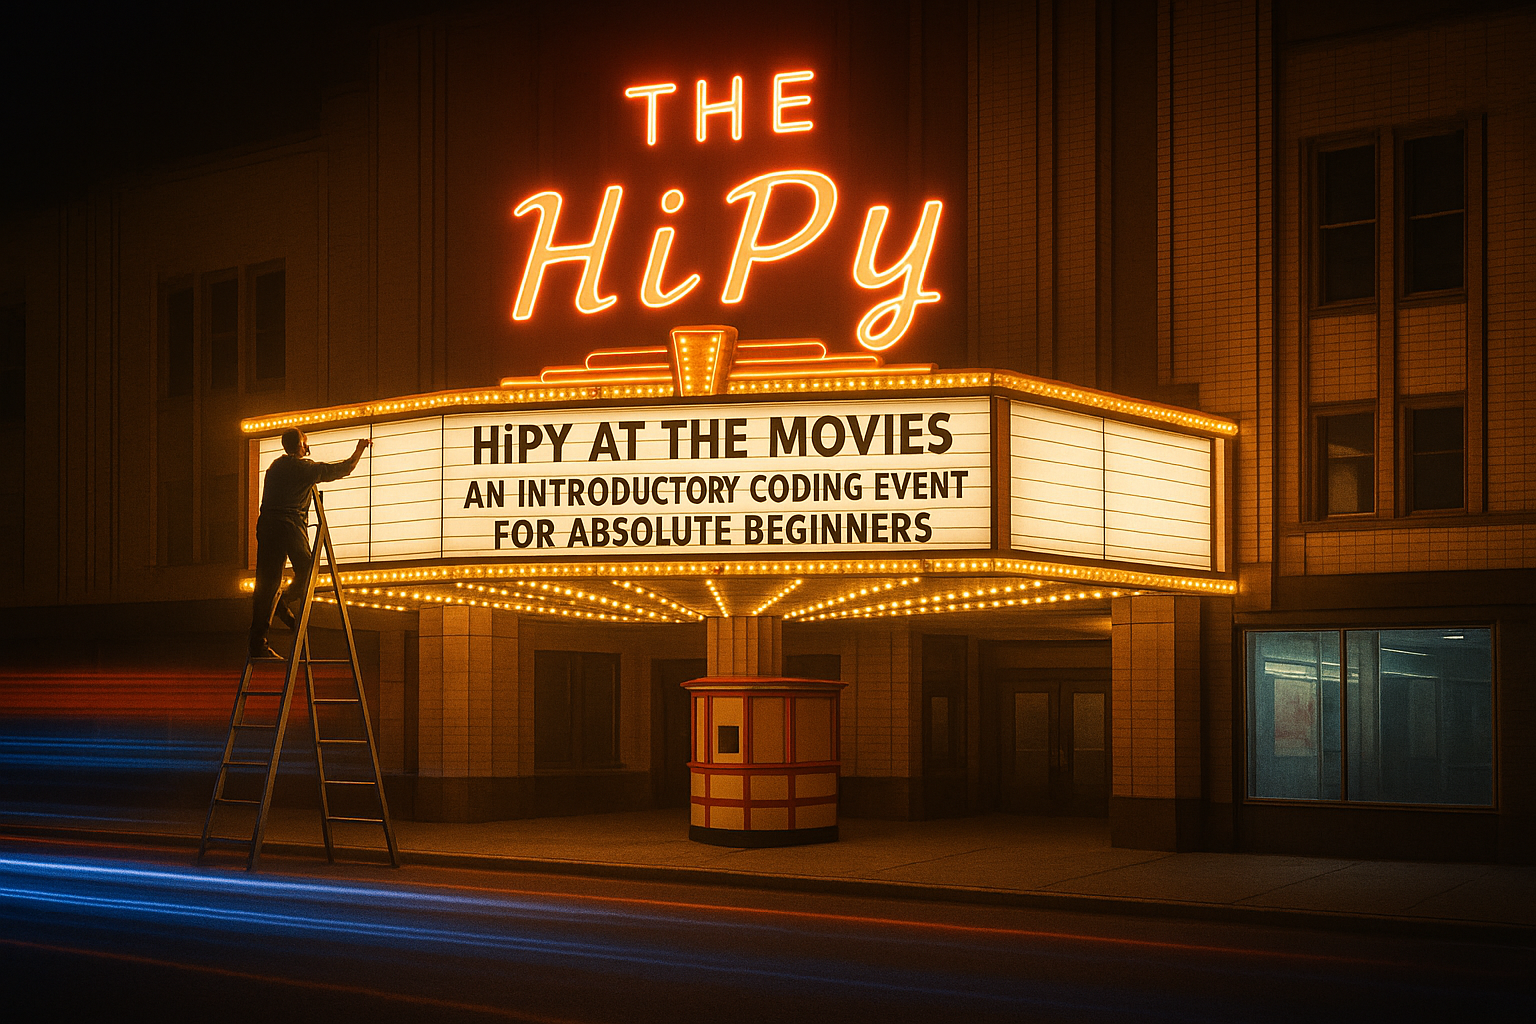 THE
HiPy
HiPY AT THE MOVIES
AN INTRODUCTORY CODING EVENT
FOR ABSOLUTE BEGINNERS